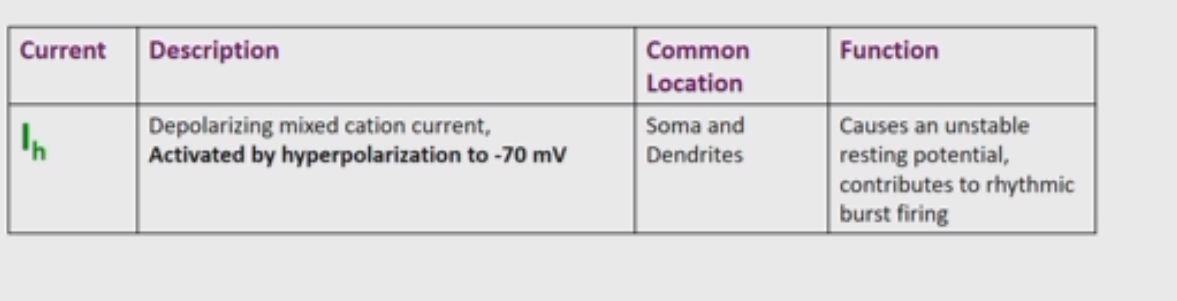 Current
Description
Common
Location
Function
Ih
Depolarizing mixed cation current,
Activated by hyperpolarization to -70 mV
Soma and
Dendrites
Causes an unstable
resting potential,
contributes to rhythmic
burst firing